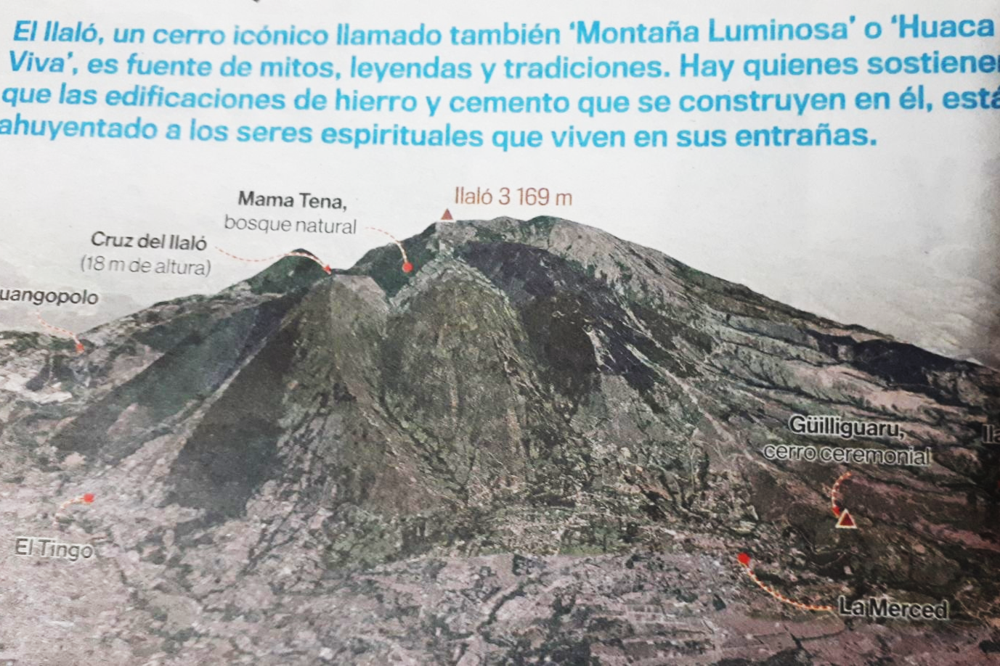 El Ilaló, un cerro icónico llamado también ‘Montaña Luminosa’ o ‘Huaca
Viva’, es fuente de mitos, leyendas y tradiciones. Hay quienes sostiene
que las edificaciones de hierro y cemento que se construyen en él, está
ahuyentado a los seres espirituales que viven en sus entrañas.
Ilaló 3 169 m
Mama Tena,
bosque natural
Cruz del Ilaló
(18 m de altura)
uangopolo
Güilliguaru,
cerro ceremonial
El Tingo
La Merced